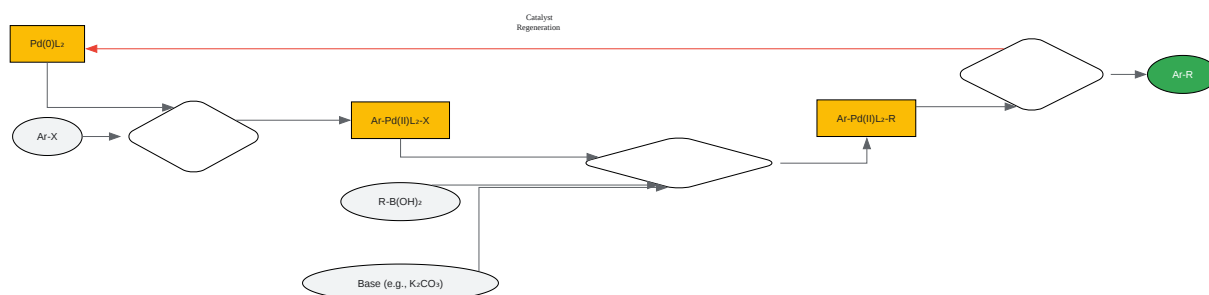 Catalyst
Regeneration
Pd(0)L₂
Ar-X
Ar-Pd(II)L₂-X
R-B(OH)₂
Base (e.g., K₂CO₃)
Ar-Pd(II)L₂-R
Ar-R